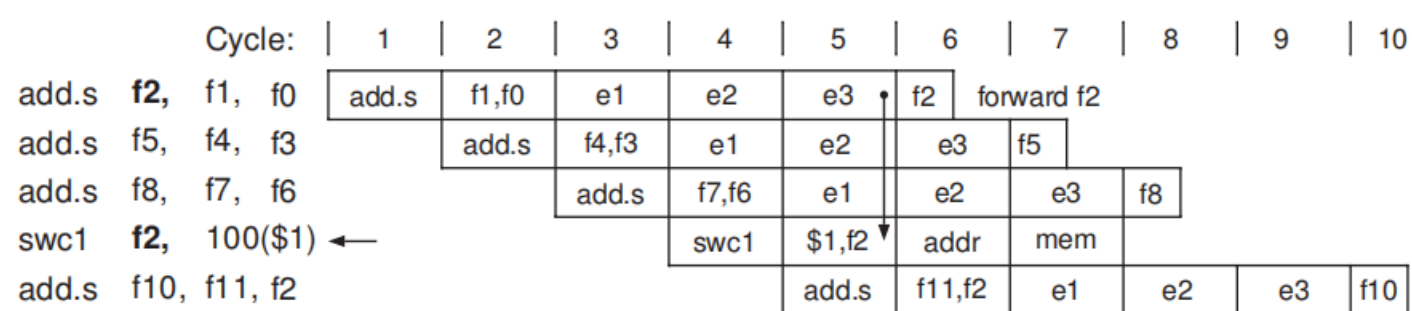 Cycle: 1 2 3 4 5 6 7 8 9 10
add.s f2, f1, f0 add.s f1,f0 e1 e2 e3 f2 forward f2
add.s f5, f4, f3 add.s f4,f3 e1 e2 e3 f5
add.s f8, f7, f6 add.s f7,f6 e1 e2 e3 f8
swc1 f2, 100($1) swc1 $1,f2 addr mem
add.s f10, f11, f2 add.s f11,f2 e1 e2 e3 f10